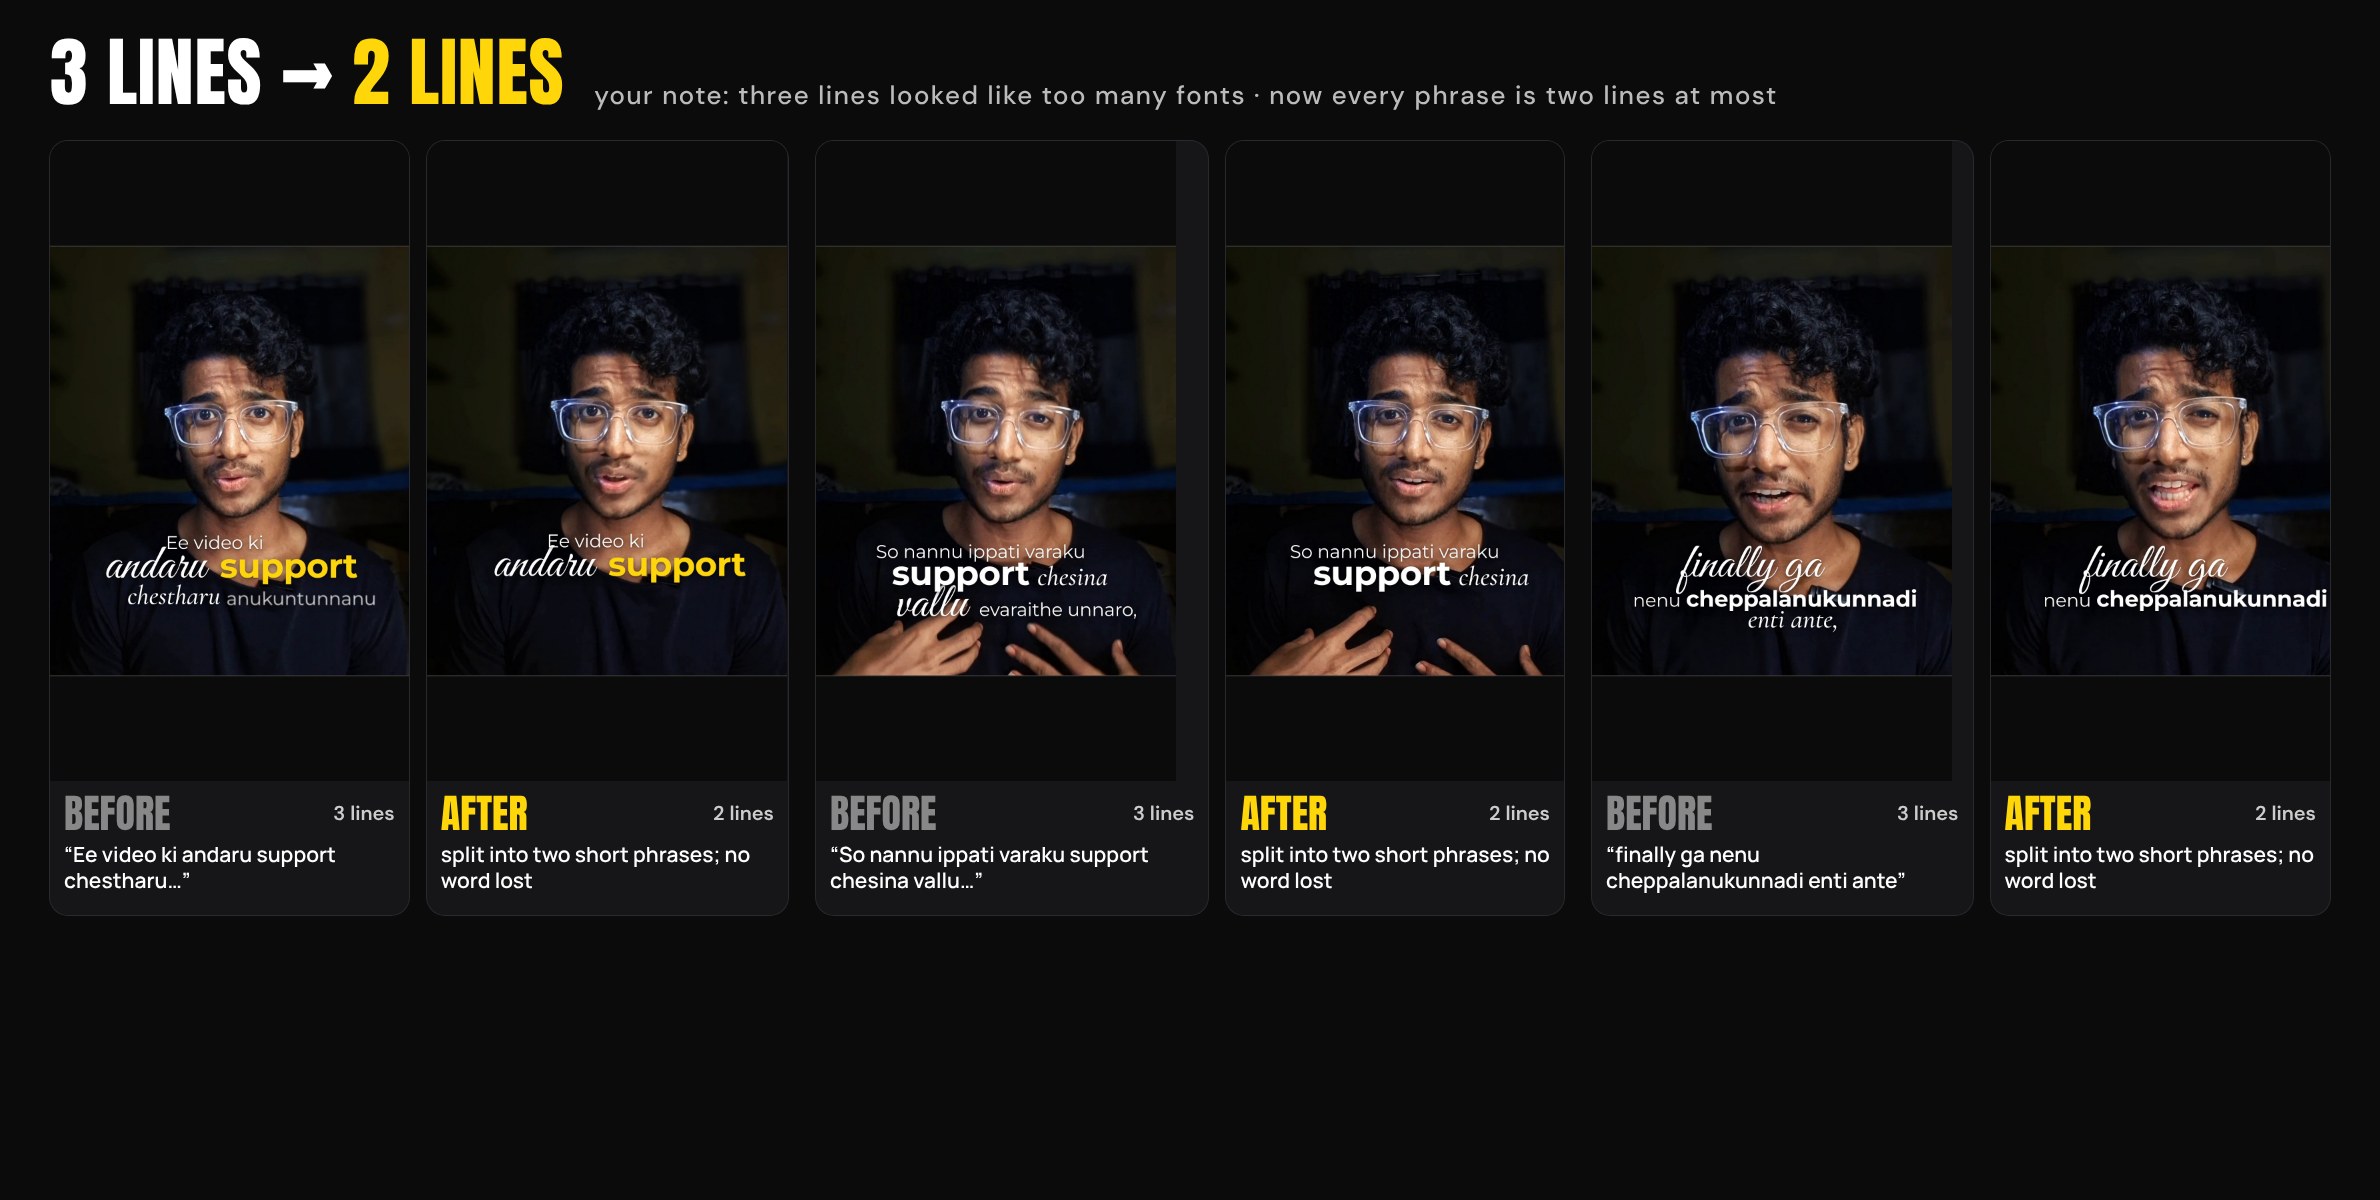 3 LINES → 2 LINES your note: three lines looked like too many fonts · now every phrase is two lines at most
Ee video ki
andaru support
chestharu anukuntunnanu
BEFORE 3 lines
“Ee video ki andaru support
chestharu…”
Ee video ki
andaru support
AFTER 2 lines
split into two short phrases; no
word lost
So nannu ippati varaku
support chesina
vallu evaraithe unnaro,
BEFORE 3 lines
“So nannu ippati varaku support
chesina vallu…”
So nannu ippati varaku
support chesina
AFTER 2 lines
split into two short phrases; no
word lost
finally ga
nenu cheppalanukunnadi
enti ante,
BEFORE 3 lines
“finally ga nenu
cheppalanukunnadi enti ante”
finally ga
nenu cheppalanukunnadi
AFTER 2 lines
split into two short phrases; no
word lost